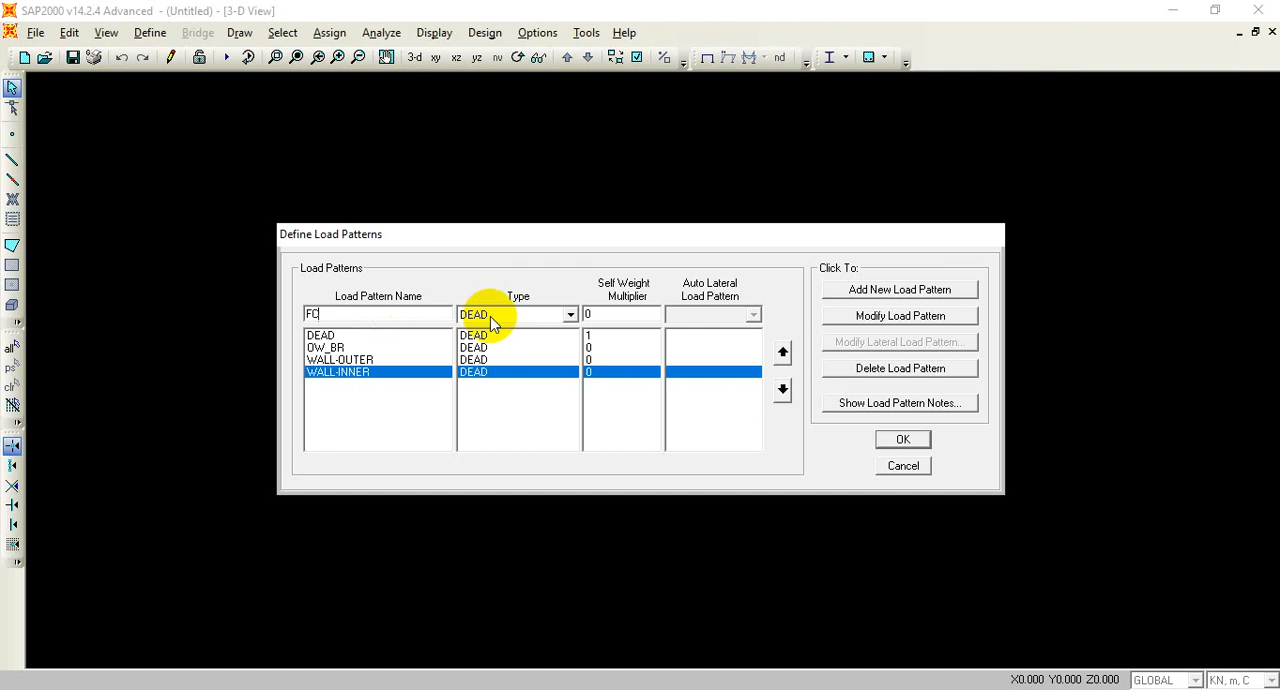 SAP2000 v14.2.4 Advanced - (Untitled) - [3-D View]
File Edit View Define Bridge Draw Select Assign Analyze Display Design Options Tools Help
3-d xy xz yz nv nd
Define Load Patterns
Load Patterns
Click To:
Load Pattern Name Type Self Weight Multiplier Auto Lateral Load Pattern
FC DEAD 0
DEAD DEAD 1
OW_BR DEAD 0
WALL-OUTER DEAD 0
WALL-INNER DEAD 0
Add New Load Pattern
Modify Load Pattern
Modify Lateral Load Pattern...
Delete Load Pattern
Show Load Pattern Notes...
OK
Cancel
all
ps
clr
X0.000 Y0.000 Z0.000 GLOBAL KN, m, C